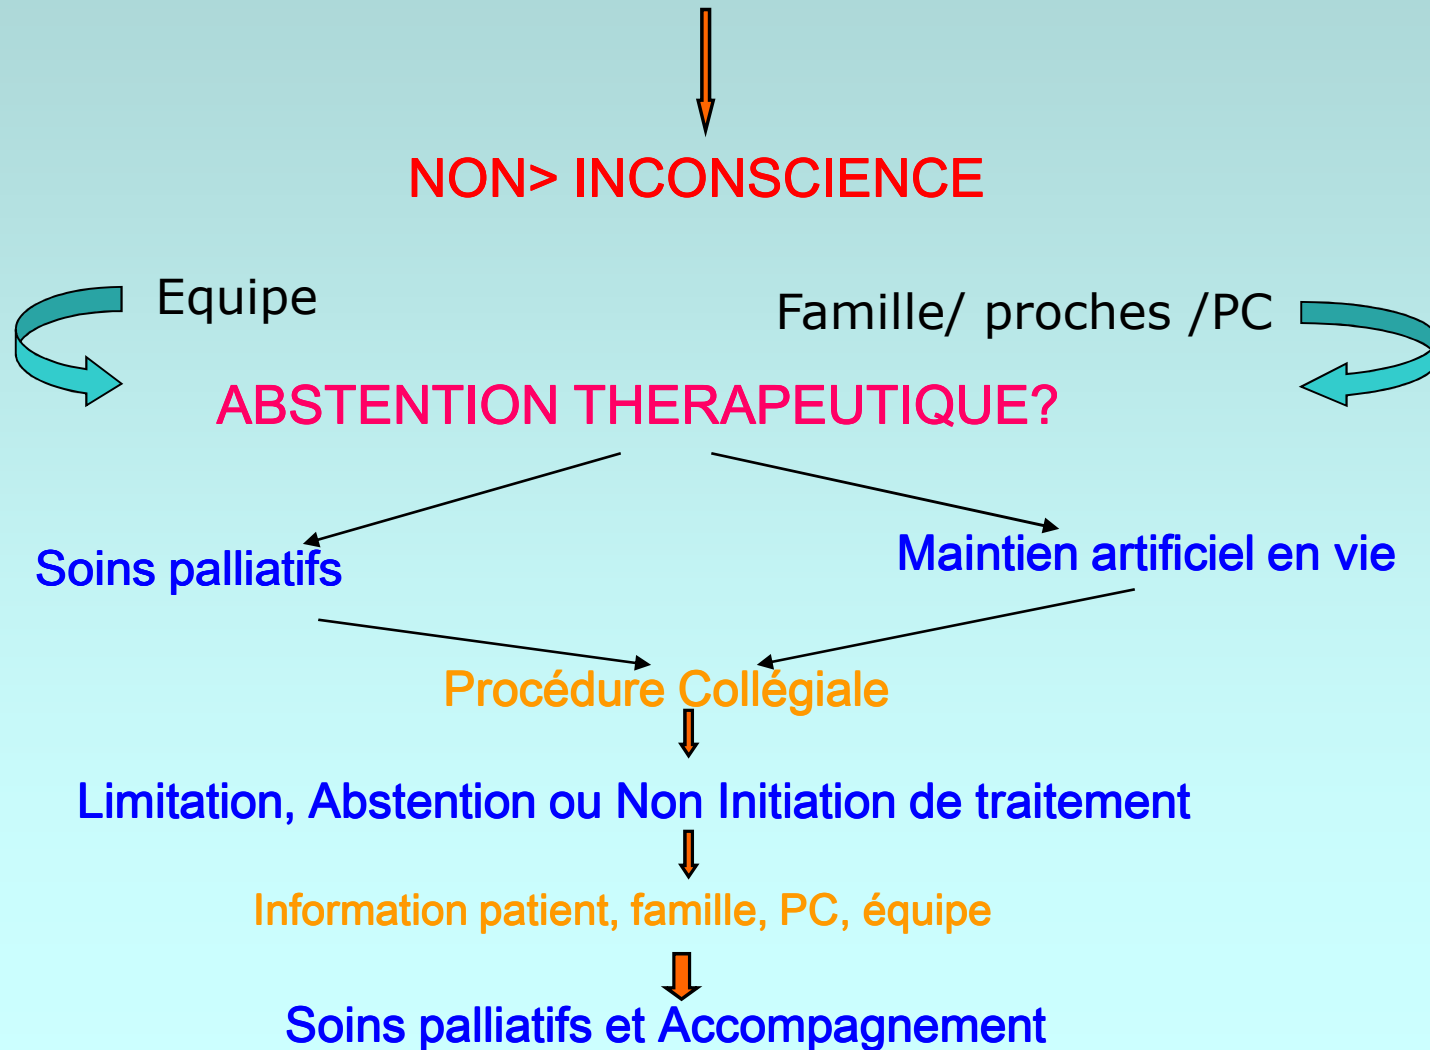 NON> INCONSCIENCE
Equipe
Famille/ proches /PC
ABSTENTION THERAPEUTIQUE?
Soins palliatifs
Maintien artificiel en vie
Procédure Collégiale
Limitation, Abstention ou Non Initiation de traitement
Information patient, famille, PC, équipe
Soins palliatifs et Accompagnement